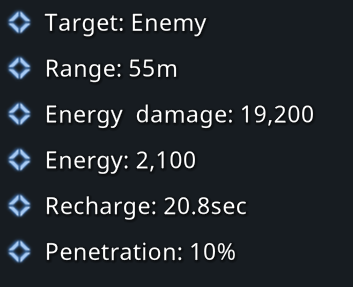 Target: Enemy
Range: 55m
Energy damage: 19,200
Energy: 2,100
Recharge: 20.8sec
Penetration: 10%